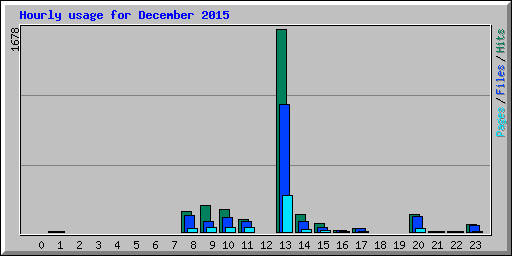 Hourly usage for December 2015
1678
Pages/Files/Hits
0 1 2 3 4 5 6 7 8 9 10 11 12 13 14 15 16 17 18 19 20 21 22 23